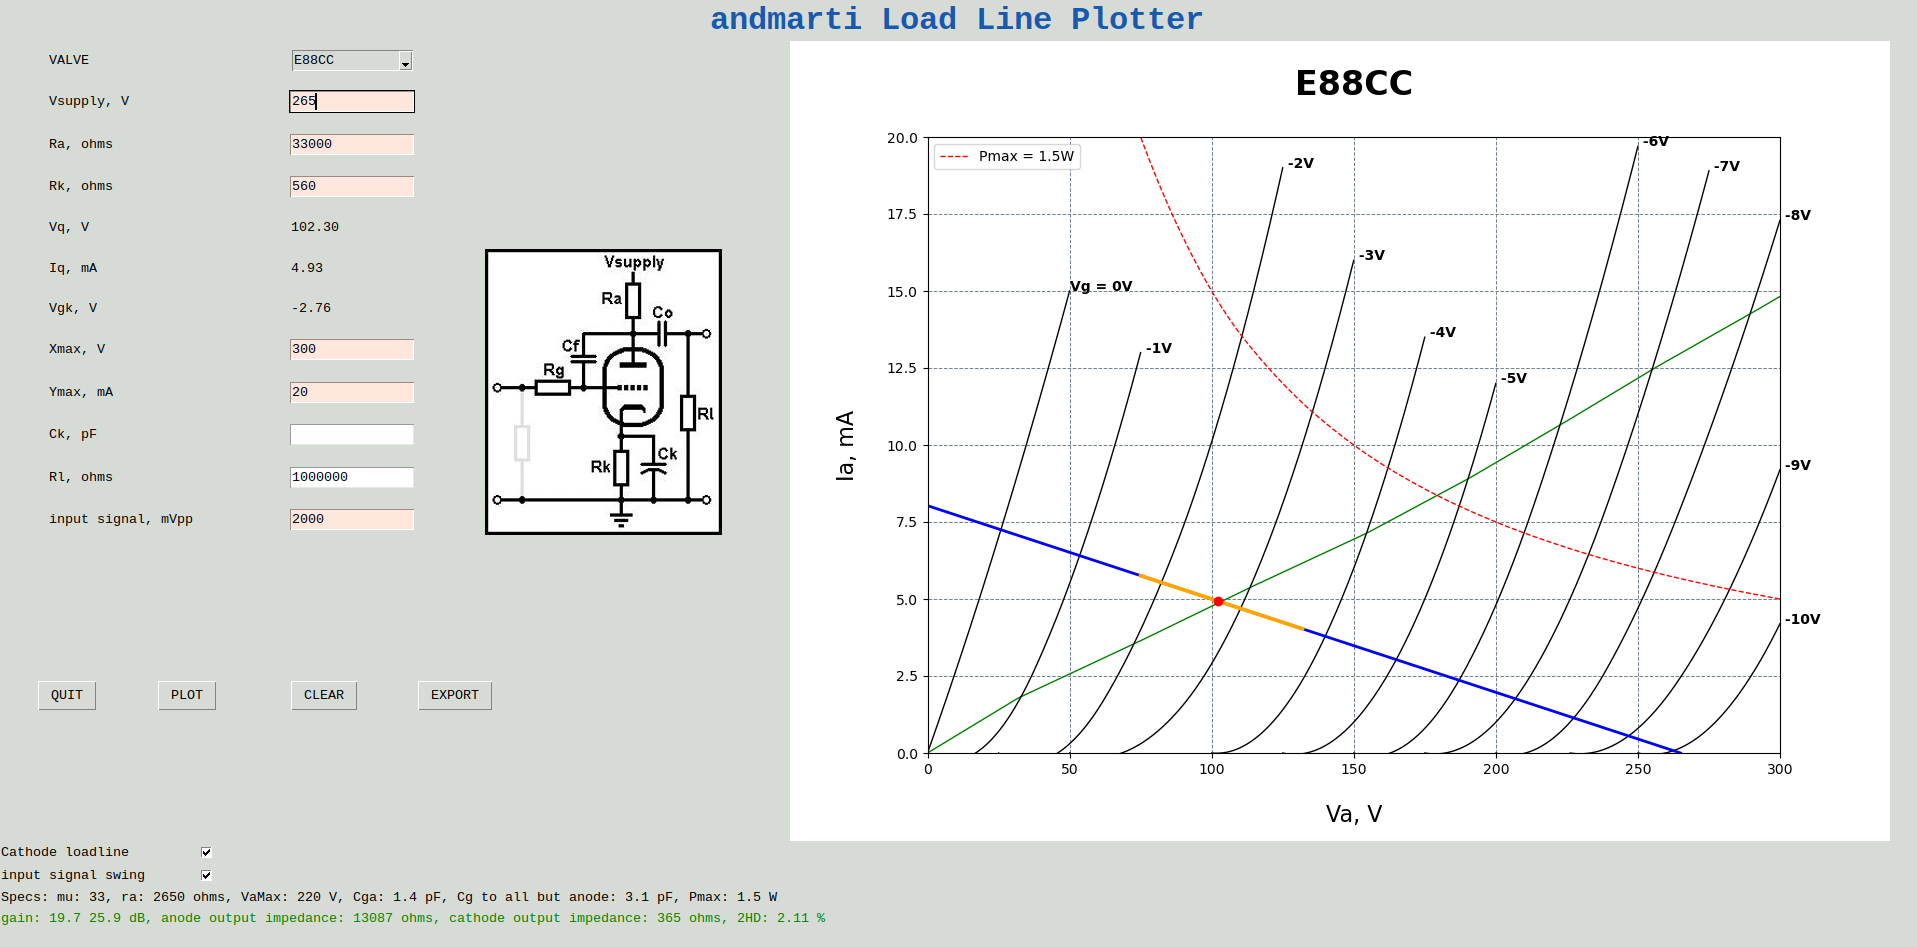 andmarti Load Line Plotter
VALVE E88CC
Vsupply, V 265
Ra, ohms 33000
Rk, ohms 560
Vq, V 102.30
Iq, mA 4.93
Vgk, V -2.76
Xmax, V 300
Ymax, mA 20
Ck, pF
Rl, ohms 1000000
input signal, mVpp 2000
QUIT PLOT CLEAR EXPORT
Vsupply
Ra
Co
Cf
Rg
Rl
Rk
Ck
E88CC
Pmax = 1.5W
Vg = 0V
-1V
-2V
-3V
-4V
-5V
-6V
-7V
-8V
-9V
-10V
20.0
17.5
15.0
12.5
10.0
7.5
5.0
2.5
0.0
Ia, mA
0 50 100 150 200 250 300
Va, V
Cathode loadline
input signal swing
Specs: mu: 33, ra: 2650 ohms, VaMax: 220 V, Cga: 1.4 pF, Cg to all but anode: 3.1 pF, Pmax: 1.5 W
gain: 19.7 25.9 dB, anode output impedance: 13087 ohms, cathode output impedance: 365 ohms, 2HD: 2.11 %